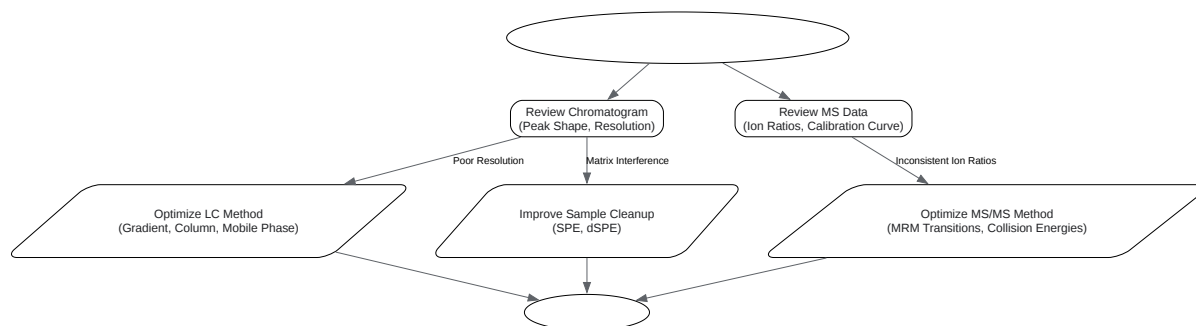 Review Chromatogram
(Peak Shape, Resolution)
Review MS Data
(Ion Ratios, Calibration Curve)
Poor Resolution
Matrix Interference
Inconsistent Ion Ratios
Optimize LC Method
(Gradient, Column, Mobile Phase)
Improve Sample Cleanup
(SPE, dSPE)
Optimize MS/MS Method
(MRM Transitions, Collision Energies)